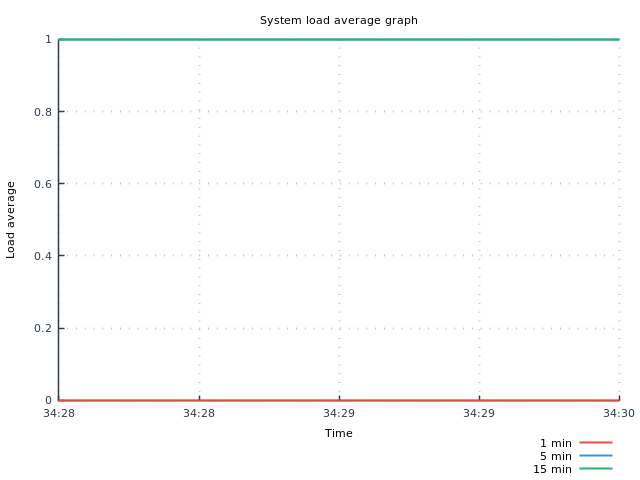 System load average graph
1
0.8
0.6
0.4
0.2
0
Load average
34:28 34:28 34:29 34:29 34:30
Time
1 min
5 min
15 min